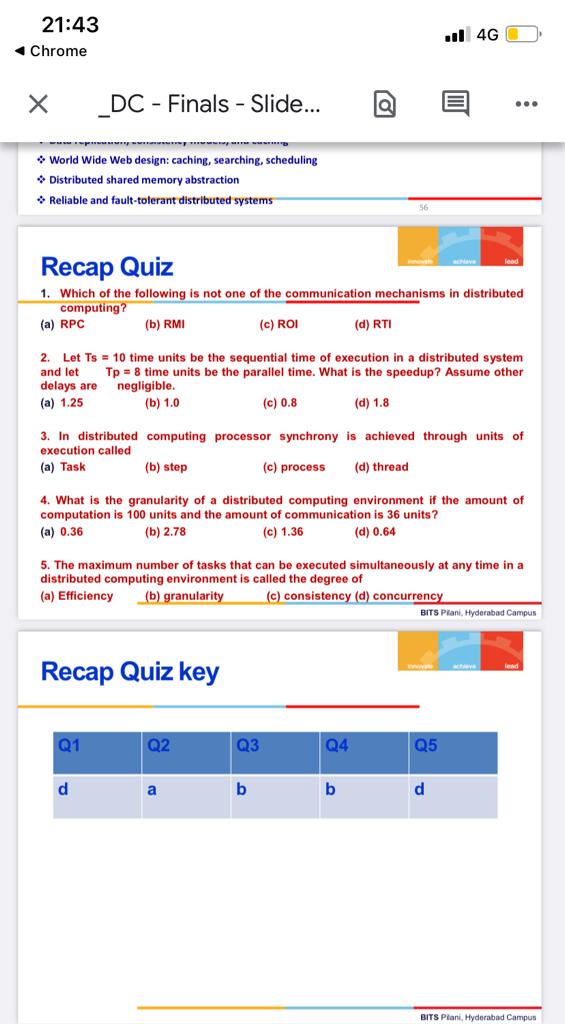 21:43
4G
◄ Chrome
_DC - Finals - Slide...
Data replication, consistency models, and caching
❖ World Wide Web design: caching, searching, scheduling
❖ Distributed shared memory abstraction
❖ Reliable and fault-tolerant distributed systems
56
innovate achieve lead
Recap Quiz
1. Which of the following is not one of the communication mechanisms in distributed
computing?
(a) RPC (b) RMI (c) ROI (d) RTI
2. Let Ts = 10 time units be the sequential time of execution in a distributed system
and let Tp = 8 time units be the parallel time. What is the speedup? Assume other
delays are negligible.
(a) 1.25 (b) 1.0 (c) 0.8 (d) 1.8
3. In distributed computing processor synchrony is achieved through units of
execution called
(a) Task (b) step (c) process (d) thread
4. What is the granularity of a distributed computing environment if the amount of
computation is 100 units and the amount of communication is 36 units?
(a) 0.36 (b) 2.78 (c) 1.36 (d) 0.64
5. The maximum number of tasks that can be executed simultaneously at any time in a
distributed computing environment is called the degree of
(a) Efficiency (b) granularity (c) consistency (d) concurrency
BITS Pilani, Hyderabad Campus
innovate achieve lead
Recap Quiz key
Q1 Q2 Q3 Q4 Q5
d a b b d
BITS Pilani, Hyderabad Campus